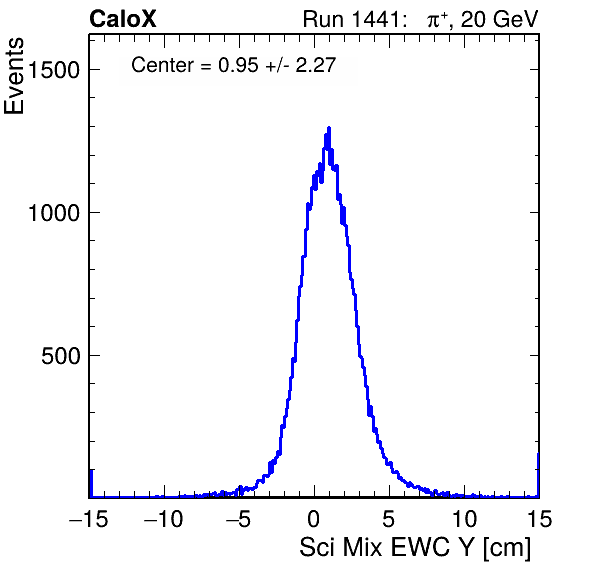 CaloX Run 1441: π⁺, 20 GeV
Center = 0.95 +/- 2.27
Events
1500
1000
500
−15 −10 −5 0 5 10 15
Sci Mix EWC Y [cm]